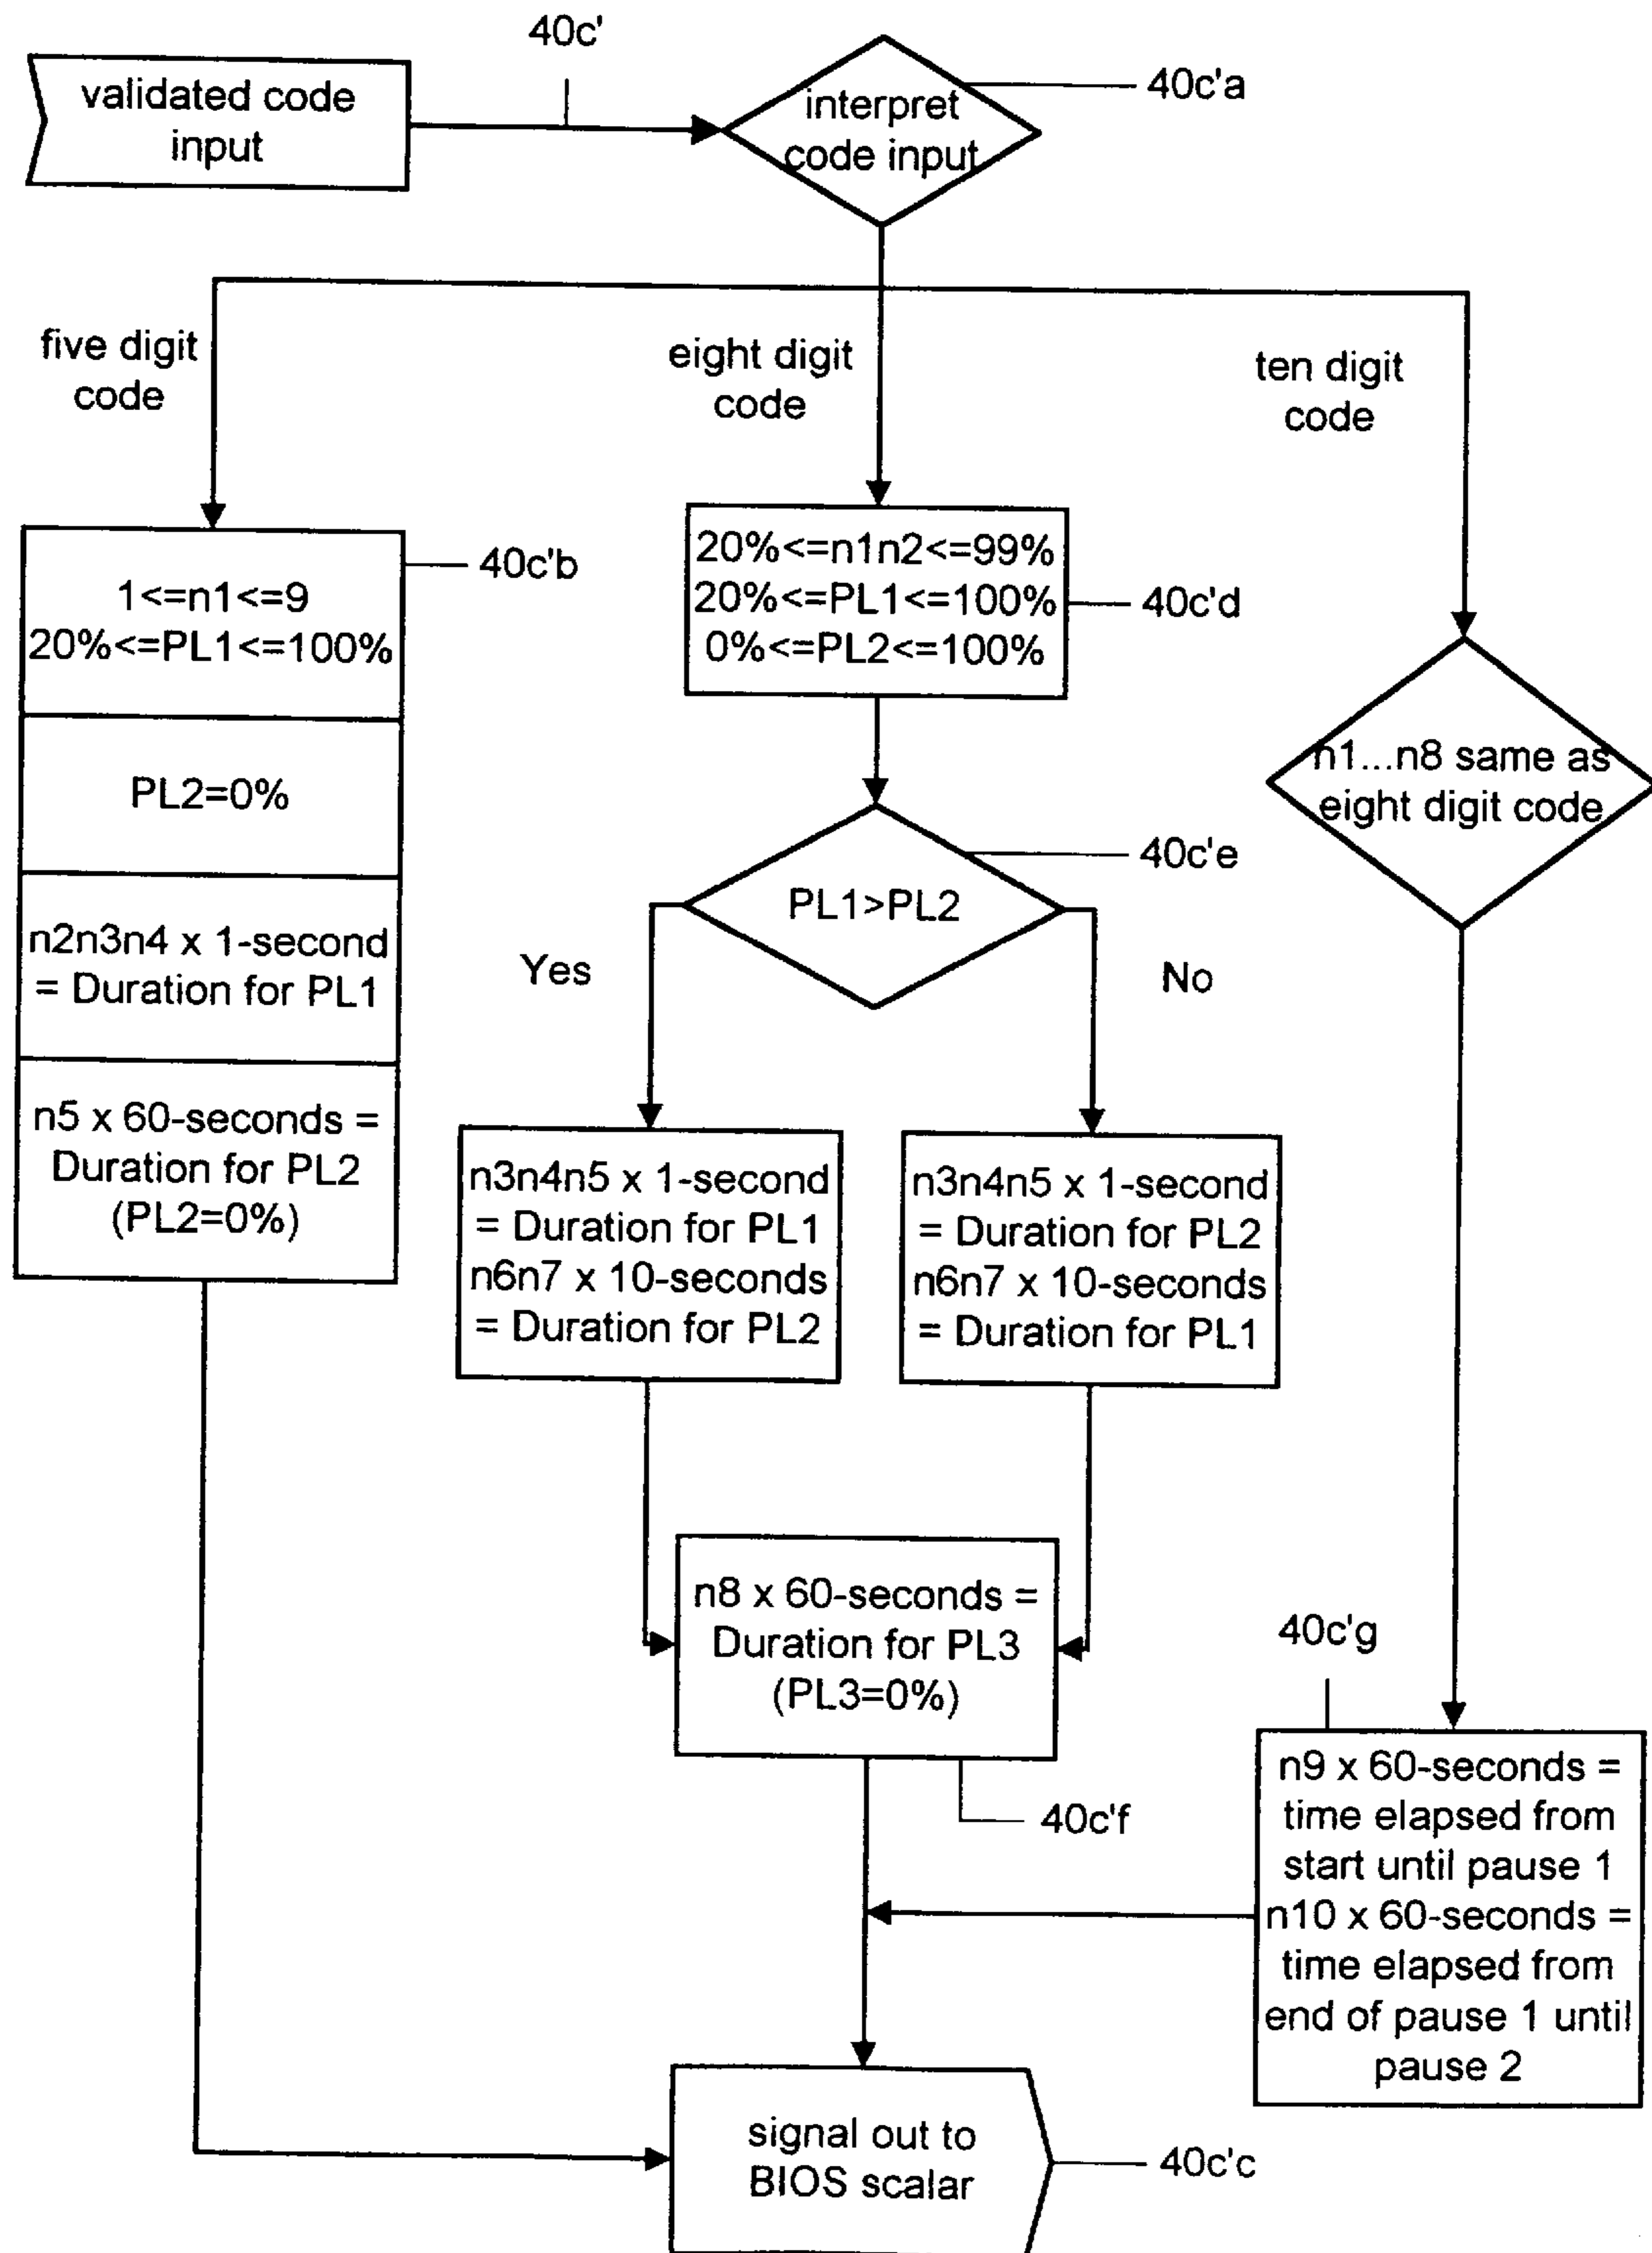 40c'
validated code
input
interpret
code input
40c'a
five digit
code
eight digit
code
ten digit
code
1<=n1<=9
20%<=PL1<=100%
40c'b
PL2=0%
n2n3n4 x 1-second
= Duration for PL1
n5 x 60-seconds =
Duration for PL2
(PL2=0%)
20%<=n1n2<=99%
20%<=PL1<=100%
0%<=PL2<=100%
40c'd
PL1>PL2
40c'e
Yes
No
n3n4n5 x 1-second
= Duration for PL1
n6n7 x 10-seconds
= Duration for PL2
n3n4n5 x 1-second
= Duration for PL2
n6n7 x 10-seconds
= Duration for PL1
n8 x 60-seconds =
Duration for PL3
(PL3=0%)
40c'f
n1...n8 same as
eight digit code
40c'g
n9 x 60-seconds =
time elapsed from
start until pause 1
n10 x 60-seconds =
time elapsed from
end of pause 1 until
pause 2
signal out to
BIOS scalar
40c'c